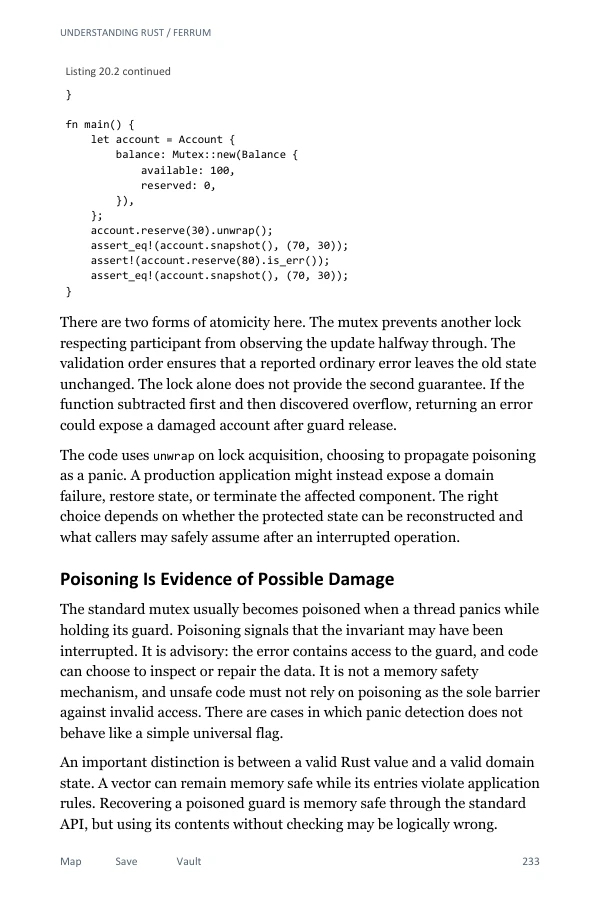 UNDERSTANDING RUST / FERRUM
Listing 20.2 continued
}
fn main() {
    let account = Account {
        balance: Mutex::new(Balance {
            available: 100,
            reserved: 0,
        }),
    };
    account.reserve(30).unwrap();
    assert_eq!(account.snapshot(), (70, 30));
    assert!(account.reserve(80).is_err());
    assert_eq!(account.snapshot(), (70, 30));
}
There are two forms of atomicity here. The mutex prevents another lock
respecting participant from observing the update halfway through. The
validation order ensures that a reported ordinary error leaves the old state
unchanged. The lock alone does not provide the second guarantee. If the
function subtracted first and then discovered overflow, returning an error
could expose a damaged account after guard release.
The code uses unwrap on lock acquisition, choosing to propagate poisoning
as a panic. A production application might instead expose a domain
failure, restore state, or terminate the affected component. The right
choice depends on whether the protected state can be reconstructed and
what callers may safely assume after an interrupted operation.
Poisoning Is Evidence of Possible Damage
The standard mutex usually becomes poisoned when a thread panics while
holding its guard. Poisoning signals that the invariant may have been
interrupted. It is advisory: the error contains access to the guard, and code
can choose to inspect or repair the data. It is not a memory safety
mechanism, and unsafe code must not rely on poisoning as the sole barrier
against invalid access. There are cases in which panic detection does not
behave like a simple universal flag.
An important distinction is between a valid Rust value and a valid domain
state. A vector can remain memory safe while its entries violate application
rules. Recovering a poisoned guard is memory safe through the standard
API, but using its contents without checking may be logically wrong.
Map Save Vault 233